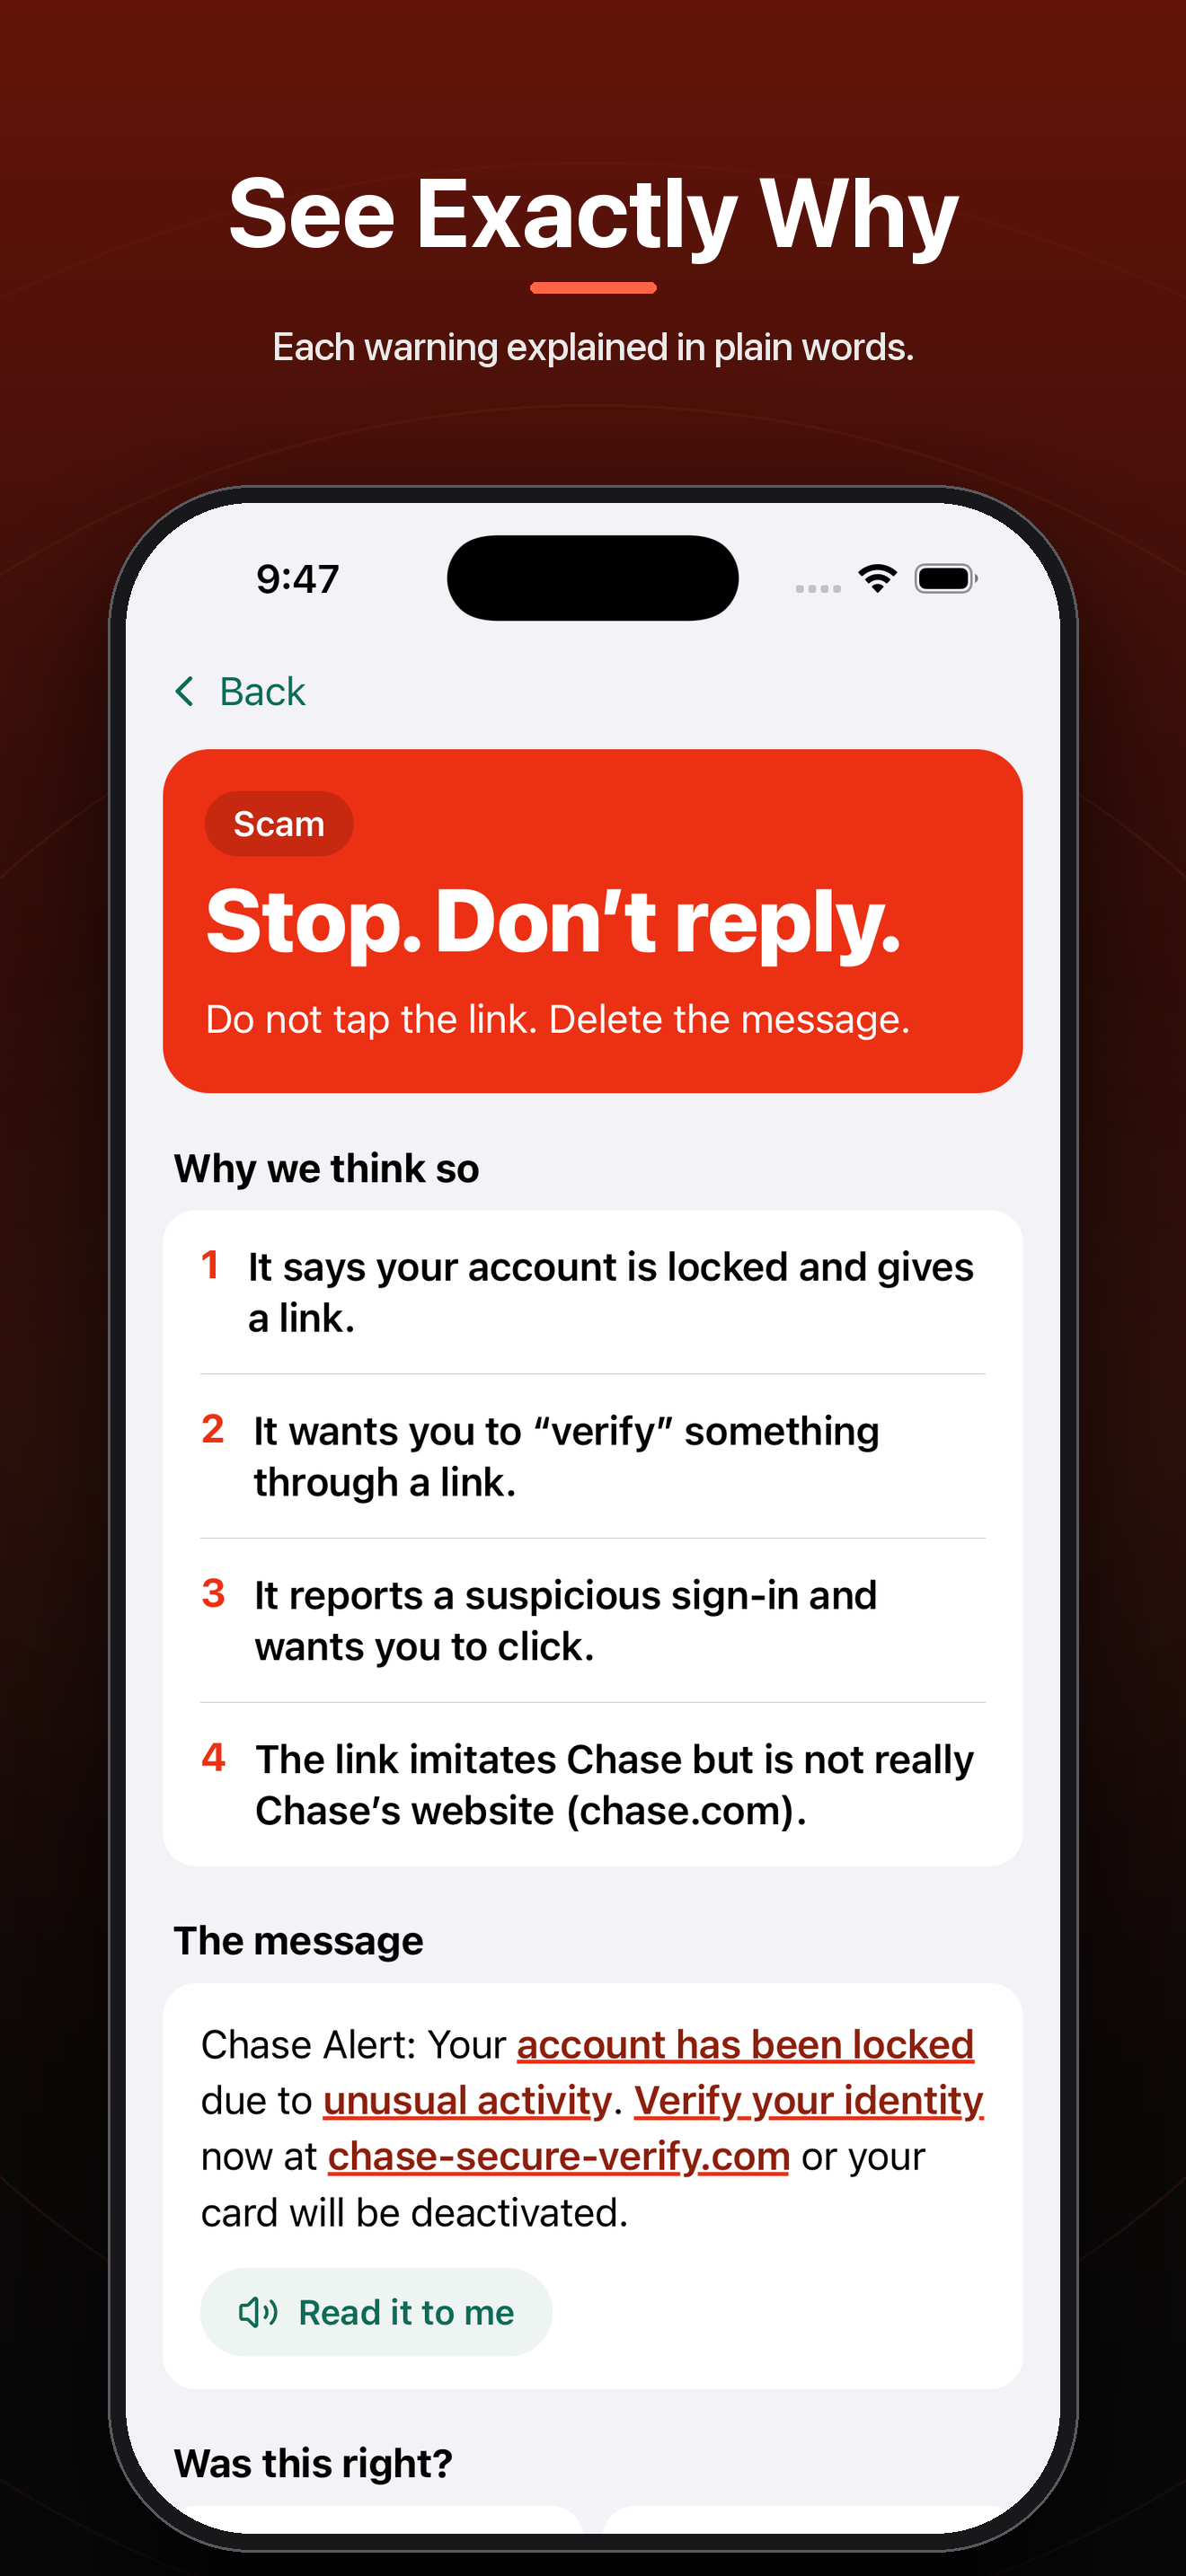 See Exactly Why
Each warning explained in plain words.
9:47
Back
Scam
Stop. Don’t reply.
Do not tap the link. Delete the message.
Why we think so
1 It says your account is locked and gives
a link.
2 It wants you to “verify” something
through a link.
3 It reports a suspicious sign-in and
wants you to click.
4 The link imitates Chase but is not really
Chase’s website (chase.com).
The message
Chase Alert: Your account has been locked
due to unusual activity. Verify your identity
now at chase-secure-verify.com or your
card will be deactivated.
Read it to me
Was this right?